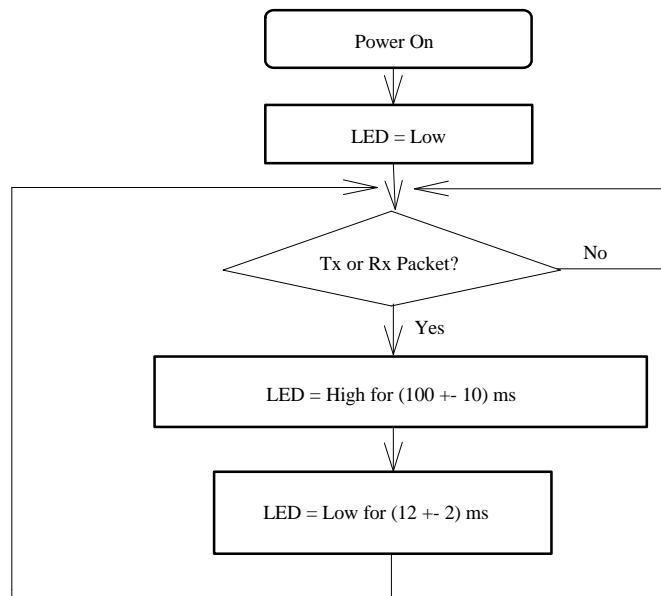 Power On
LED = Low
Tx or Rx Packet?
No
Yes
LED = High for (100 +- 10) ms
LED = Low for (12 +- 2) ms